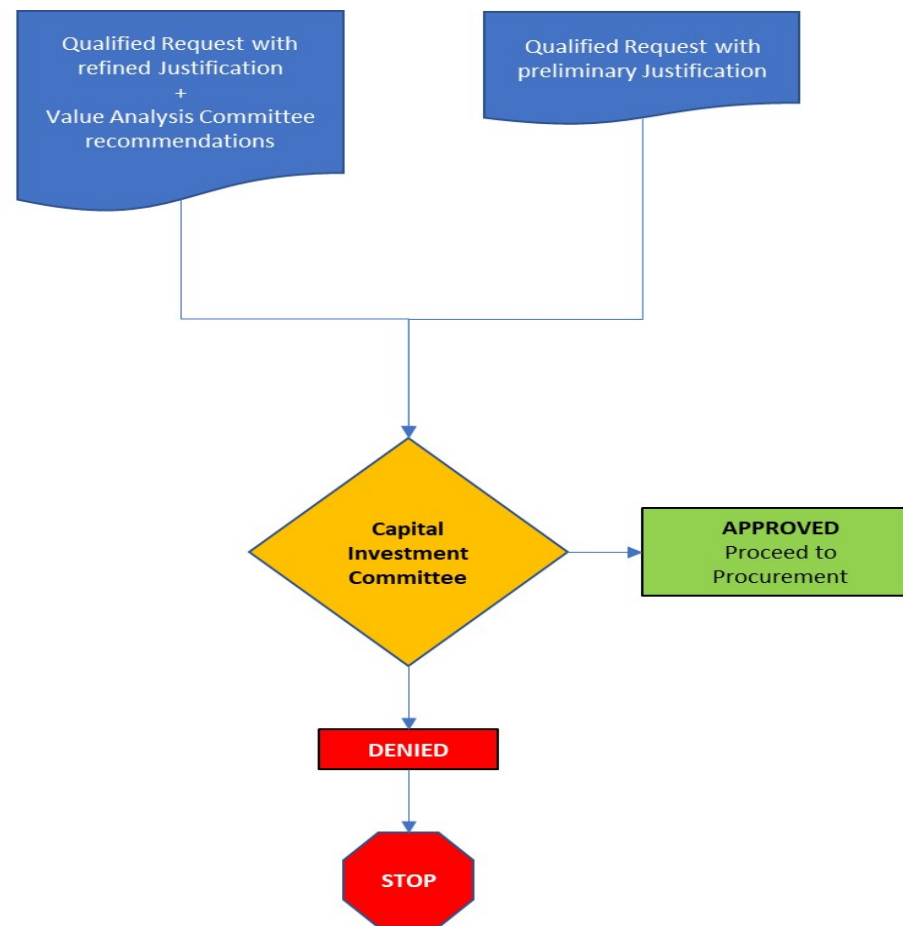 Qualified Request with
refined Justification
+
Value Analysis Committee
recommendations
Qualified Request with
preliminary Justification
Capital
Investment
Committee
APPROVED
Proceed to
Procurement
DENIED
STOP